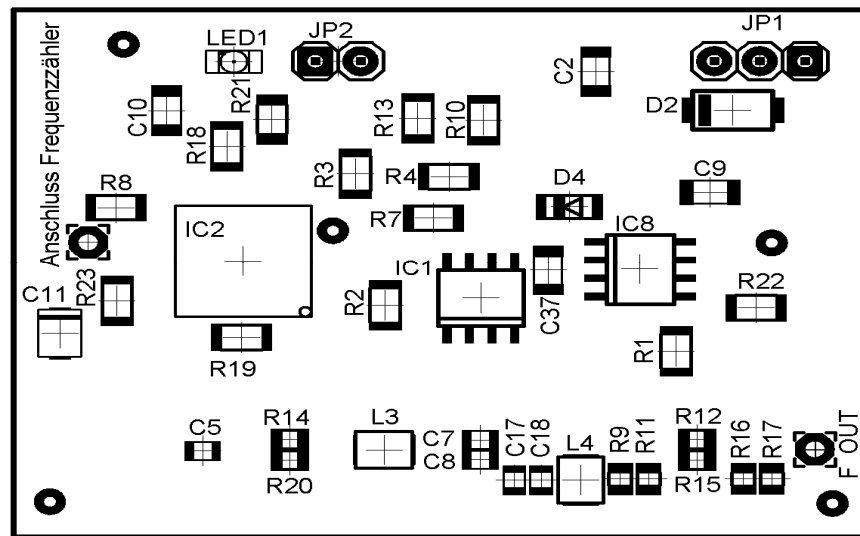 LED1
JP2
JP1
C2
D2
C10
R21
R18
R13
R10
Anschluss Frequenzzähler
R8
R3
R4
D4
C9
R7
IC2
IC8
IC1
C11
R23
R2
C37
R22
R19
R1
C5
R14
L3
C7
C17
C18
L4
R9
R11
R12
R16
R17
F OUT
C8
R20
R15